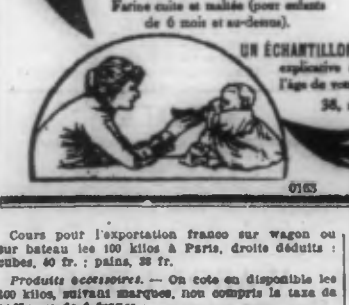 Farine cuite et maltée (pour enfants
de 6 mois et au-dessus).
UN ÉCHANTILLON
explicative
l'âge de
38,
0163
Cours pour l'exportation franco sur wagon ou
sur bateau les 100 kilos à Paris, droits déduits :
cubes, 40 fr. ; pains, 38 fr.
Produits accessoires. — On cote en disponible les
100 kilos, suivant marques, non compris la taxe de